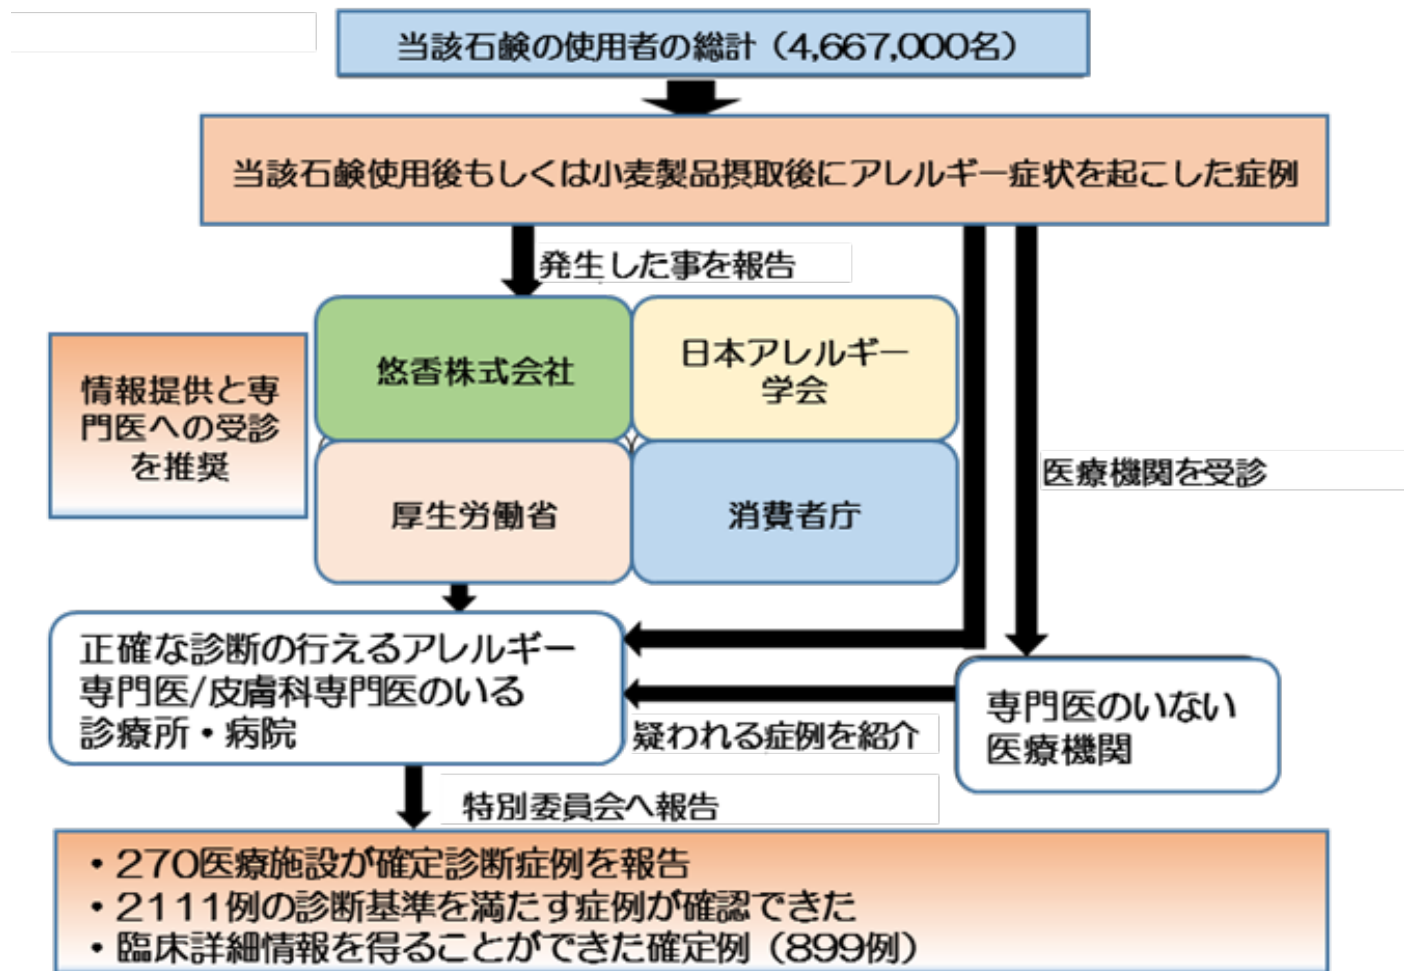 当該石鹸の使用者の総計（4,667,000名）
当該石鹸使用後もしくは小麦製品摂取後にアレルギー症状を起こした症例
発生した事を報告
悠香株式会社
日本アレルギー
学会
情報提供と専
門医への受診
を推奨
厚生労働省
消費者庁
医療機関を受診
正確な診断の行えるアレルギー
専門医/皮膚科専門医のいる
診療所・病院
疑われる症例を紹介
専門医のいない
医療機関
特別委員会へ報告
・270医療施設が確定診断症例を報告
・2111例の診断基準を満たす症例が確認できた
・臨床詳細情報を得ることができた確定例（899例）